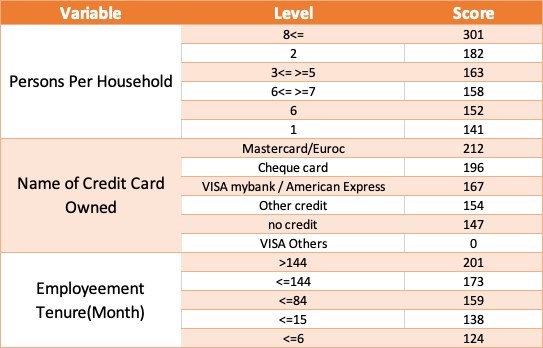 Variable Level Score
Persons Per Household
8<= 301
2 182
3<= >=5 163
6<= >=7 158
6 152
1 141
Name of Credit Card
Owned
Mastercard/Euroc 212
Cheque card 196
VISA mybank / American Express 167
Other credit 154
no credit 147
VISA Others 0
Employeement
Tenure(Month)
>144 201
<=144 173
<=84 159
<=15 138
<=6 124